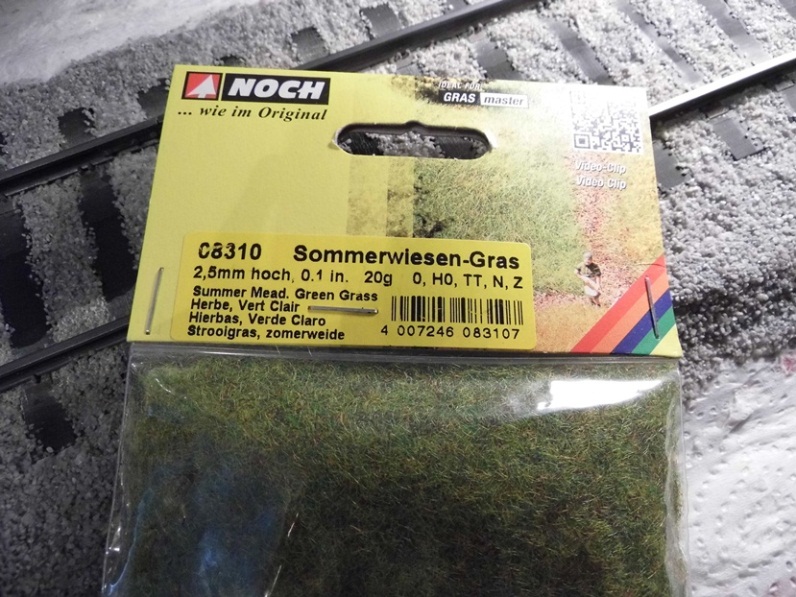 NOCH
... wie im Original
IDEAL FOR
GRAS master
Video-Clip
Video Clip
08310 Sommerwiesen-Gras
2,5mm hoch, 0.1 in. 20g 0, H0, TT, N, Z
Summer Mead. Green Grass
Herbe, Vert Clair
Hierbas, Verde Claro
Strooigras, zomerweide
4 007246 083107